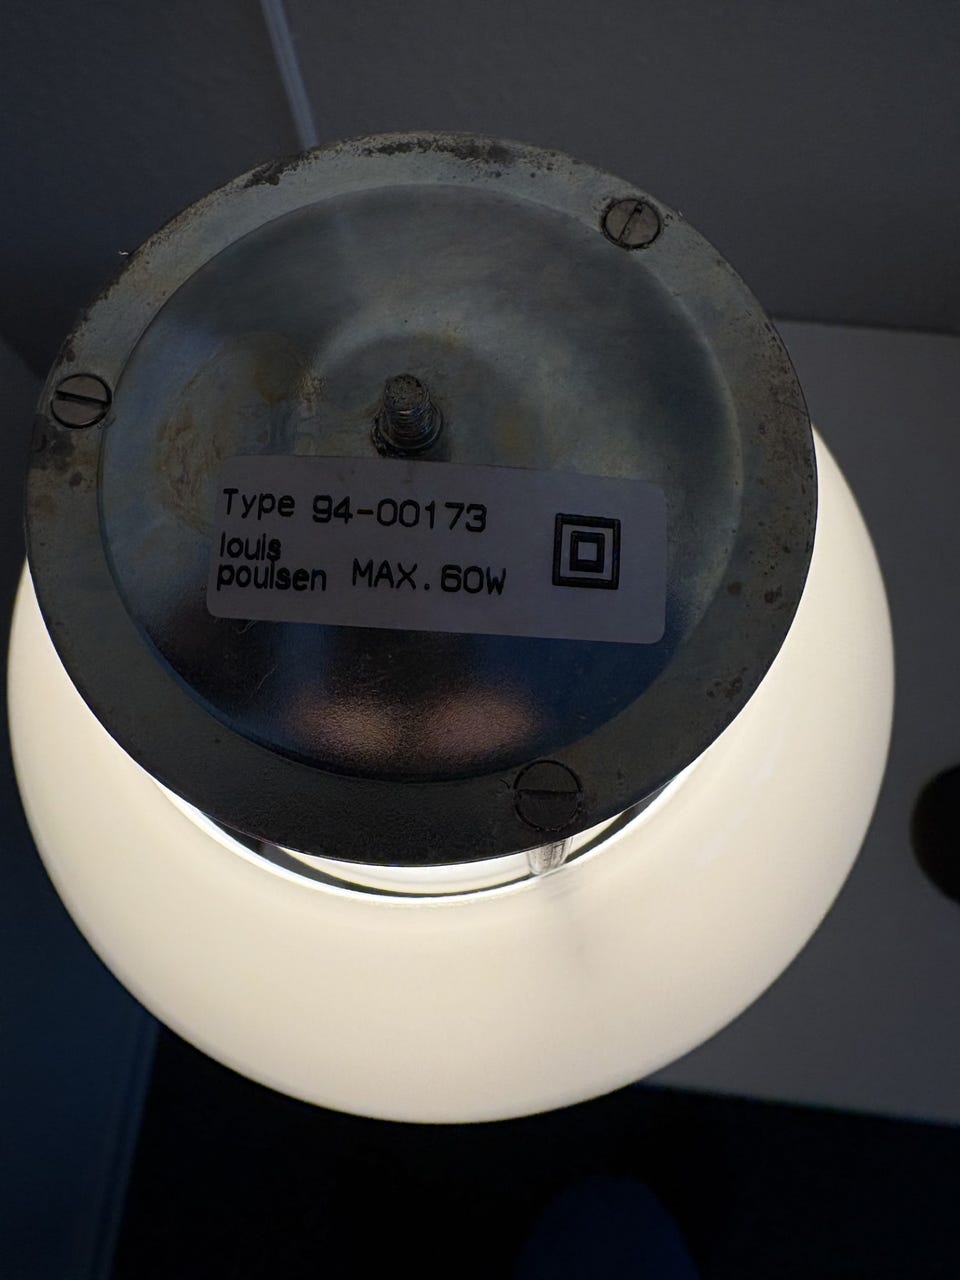 Type 94-00173
louis
poulsen MAX.60W